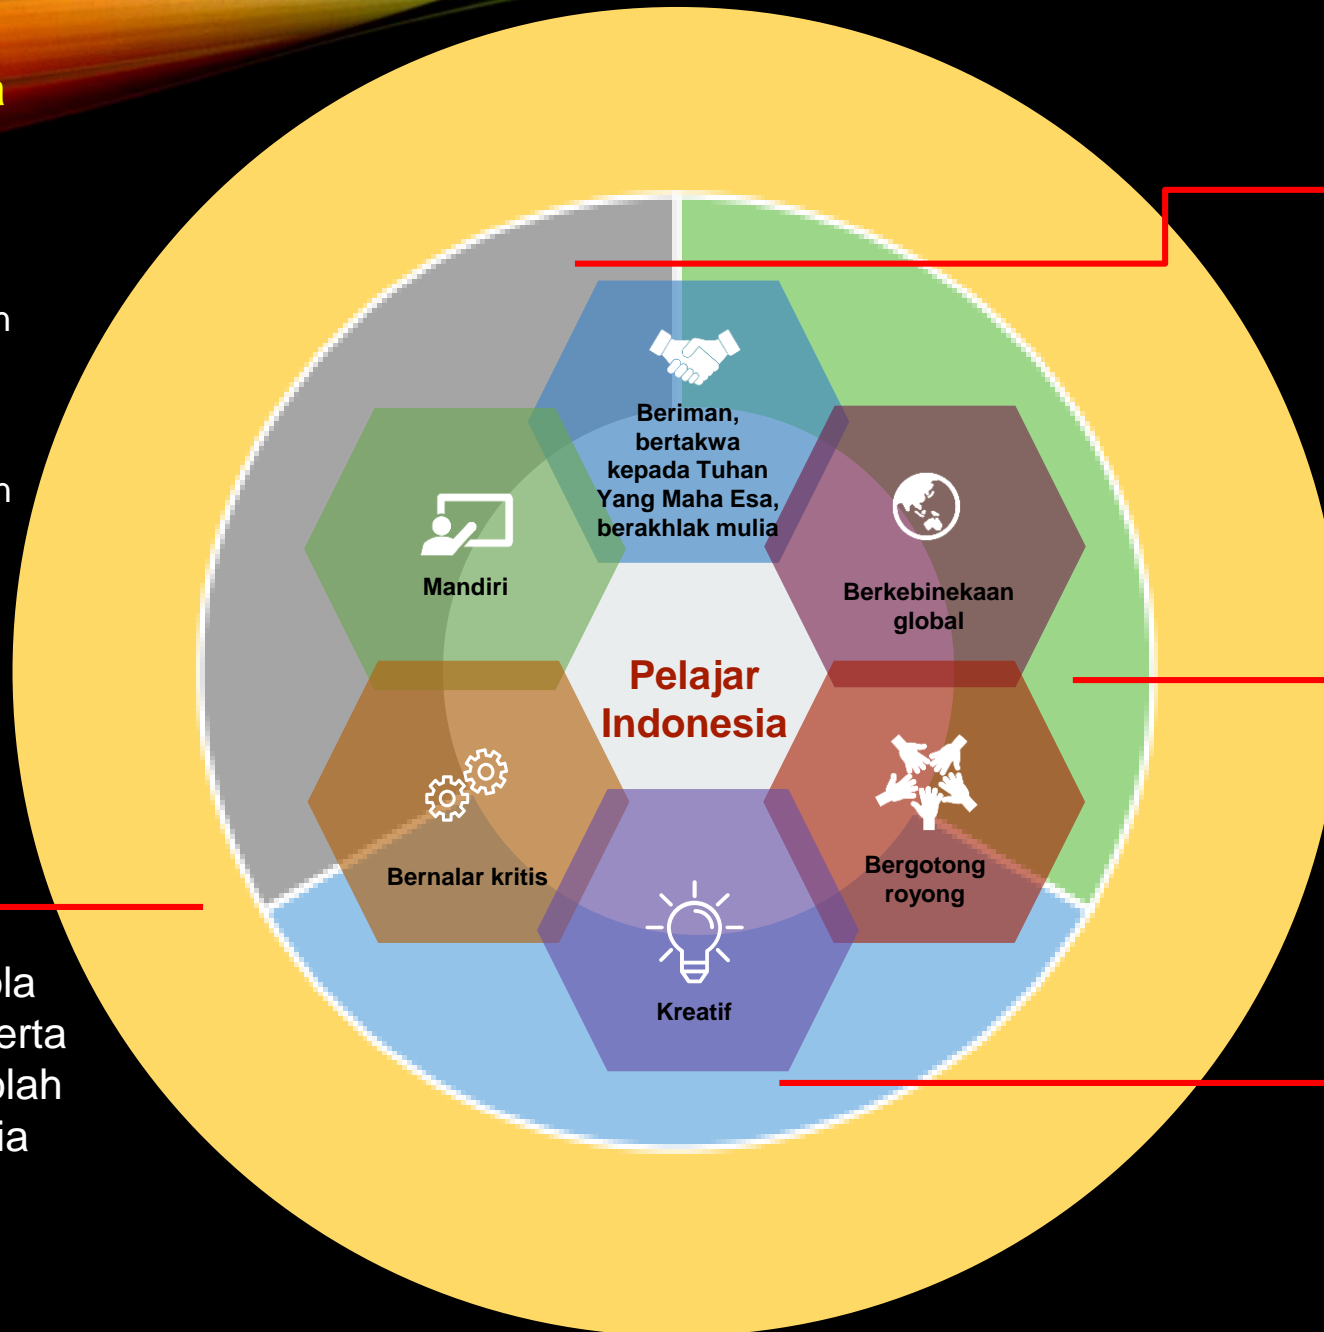 Beriman,
bertakwa
kepada Tuhan
Yang Maha Esa,
berakhlak mulia
Mandiri
Berkebinekaan
global
Pelajar
Indonesia
Bernalar kritis
Bergotong
royong
Kreatif